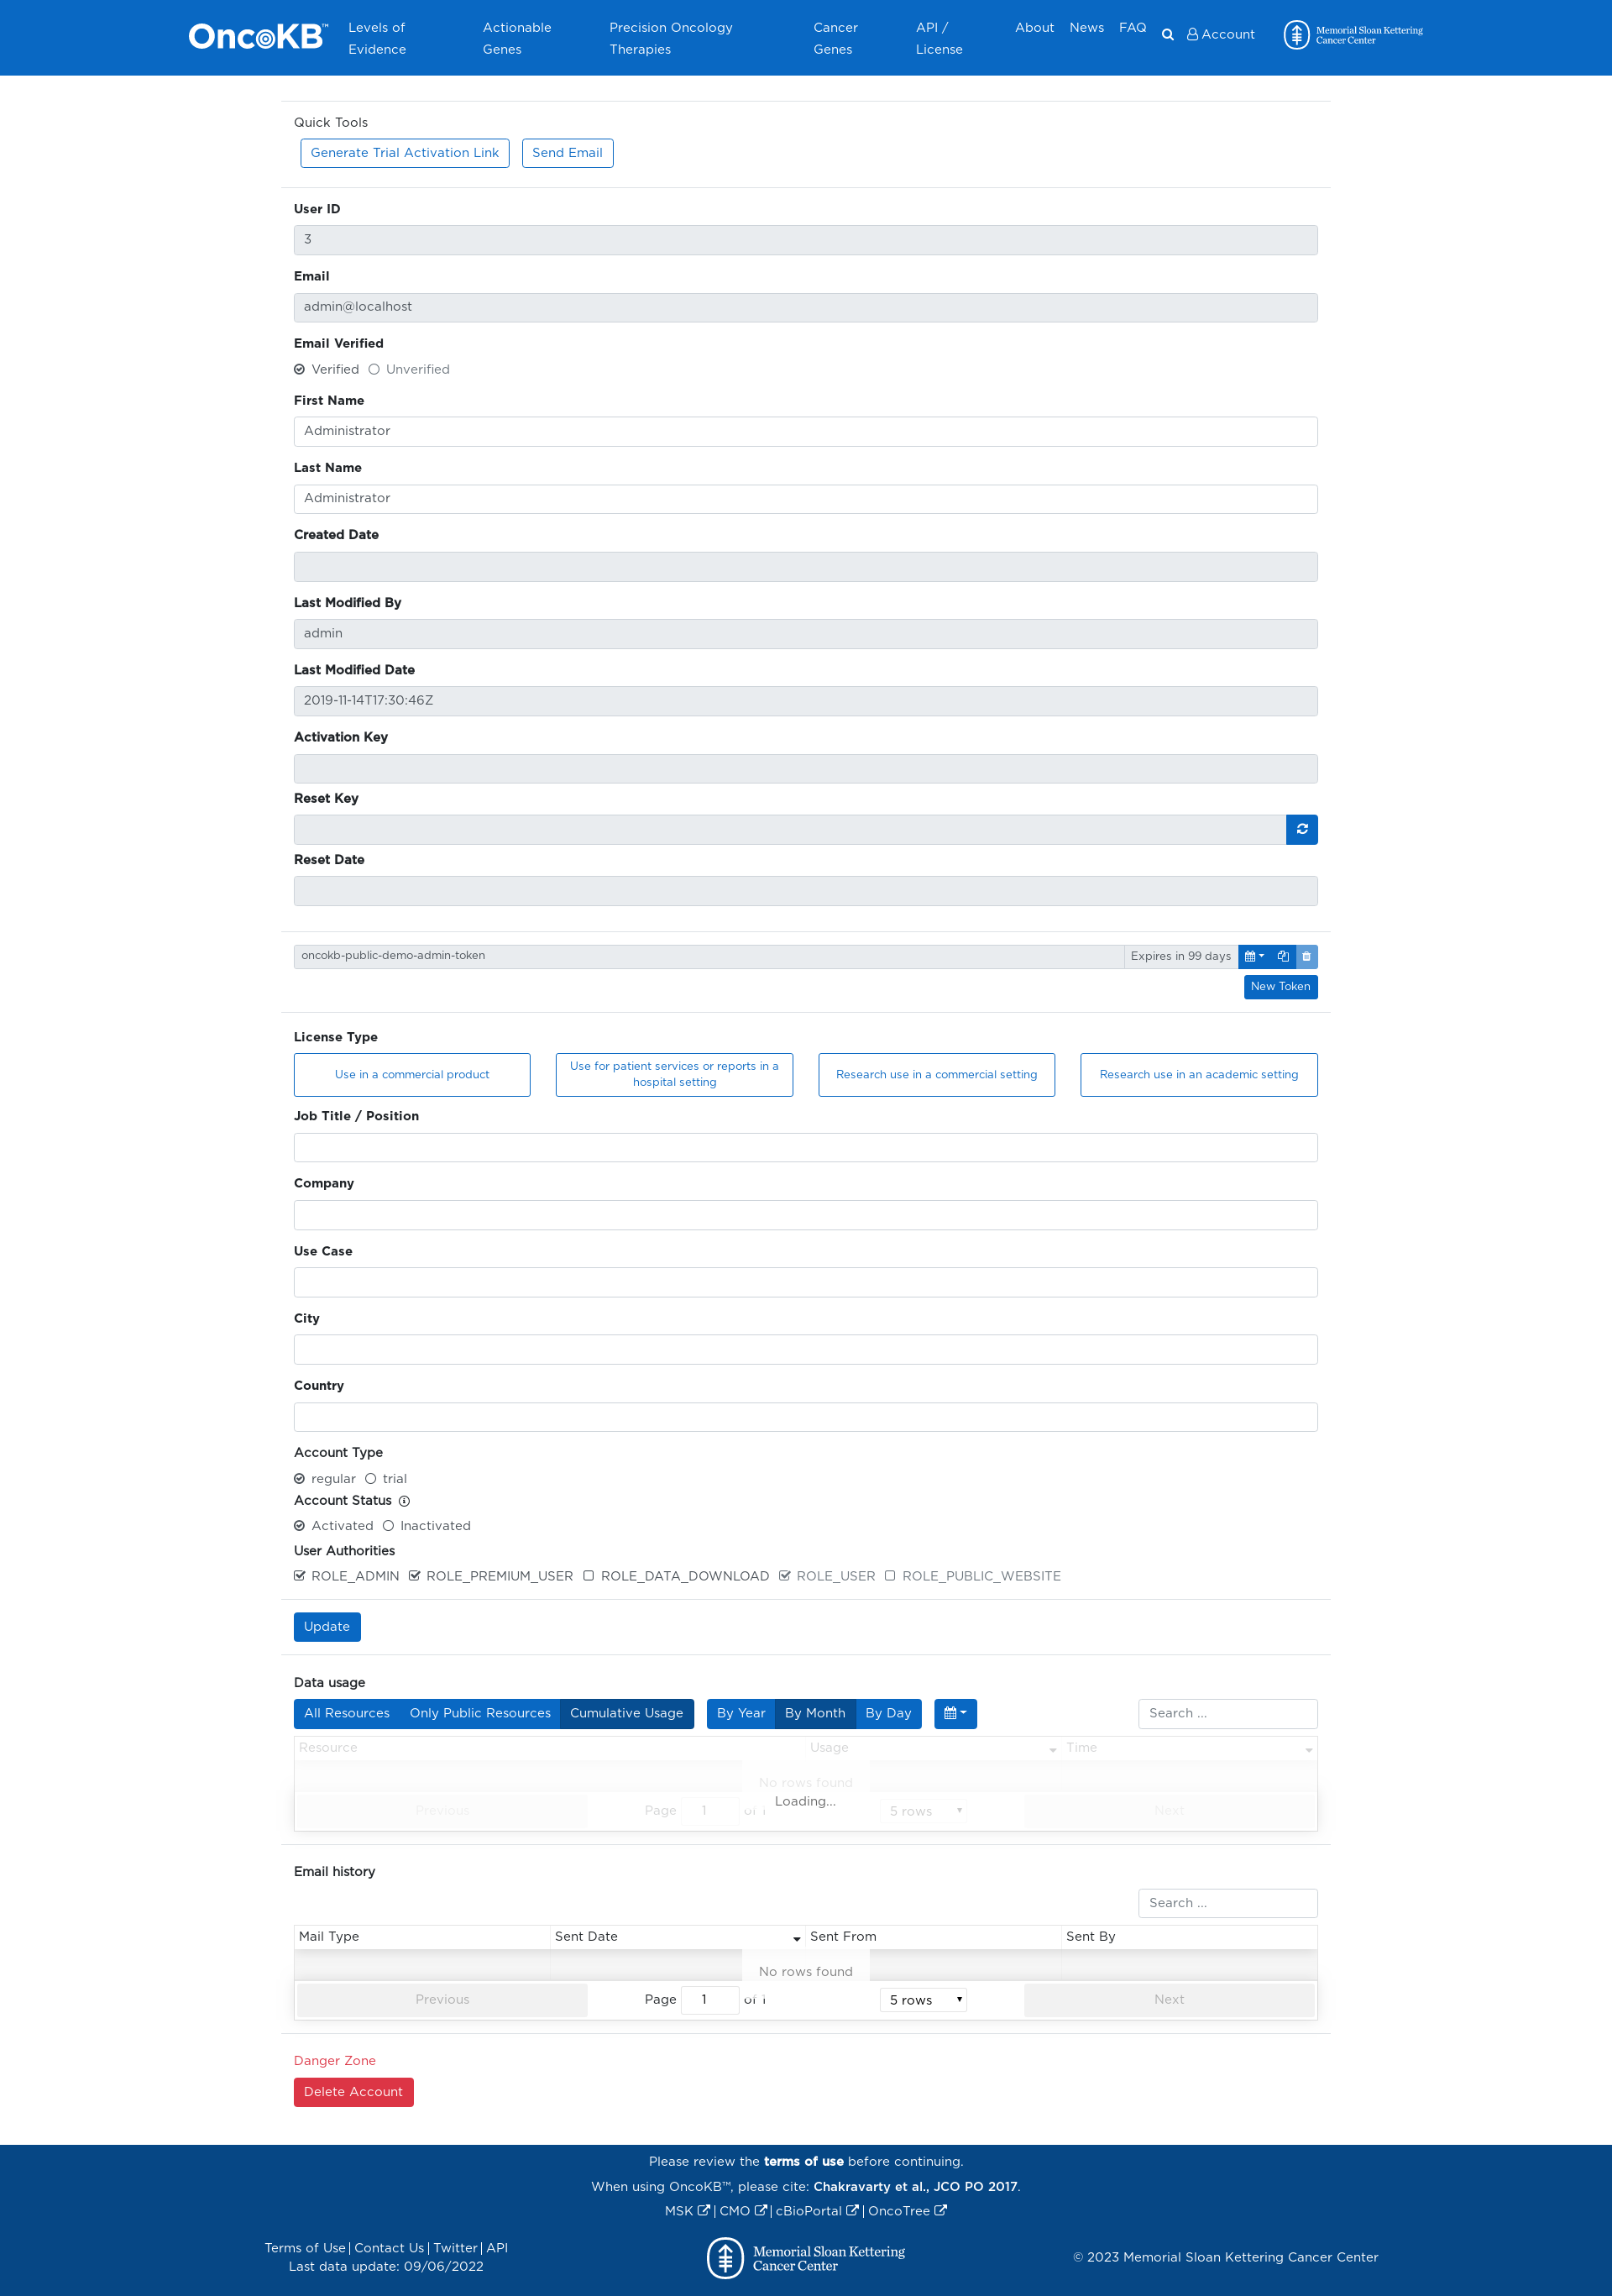 OncoKB™
Levels of Evidence
Actionable Genes
Precision Oncology Therapies
Cancer Genes
API / License
About
News
FAQ
Account
Memorial Sloan Kettering Cancer Center
Quick Tools
Generate Trial Activation Link
Send Email
User ID
3
Email
admin@localhost
Email Verified
Verified Unverified
First Name
Administrator
Last Name
Administrator
Created Date
Last Modified By
admin
Last Modified Date
2019-11-14T17:30:46Z
Activation Key
Reset Key
Reset Date
oncokb-public-demo-admin-token Expires in 99 days
New Token
License Type
Use in a commercial product
Use for patient services or reports in a hospital setting
Research use in a commercial setting
Research use in an academic setting
Job Title / Position
Company
Use Case
City
Country
Account Type
regular trial
Account Status
Activated Inactivated
User Authorities
ROLE_ADMIN ROLE_PREMIUM_USER ROLE_DATA_DOWNLOAD ROLE_USER ROLE_PUBLIC_WEBSITE
Update
Data usage
All Resources Only Public Resources Cumulative Usage By Year By Month By Day Search ...
Resource Usage Time
No rows found
Loading...
Previous Page 1 of 1 5 rows Next
Email history
Search ...
Mail Type Sent Date Sent From Sent By
No rows found
Previous Page 1 of 1 5 rows Next
Danger Zone
Delete Account
Please review the terms of use before continuing.
When using OncoKB™, please cite: Chakravarty et al., JCO PO 2017.
MSK | CMO | cBioPortal | OncoTree
Terms of Use | Contact Us | Twitter | API
Last data update: 09/06/2022
Memorial Sloan Kettering
Cancer Center
© 2023 Memorial Sloan Kettering Cancer Center